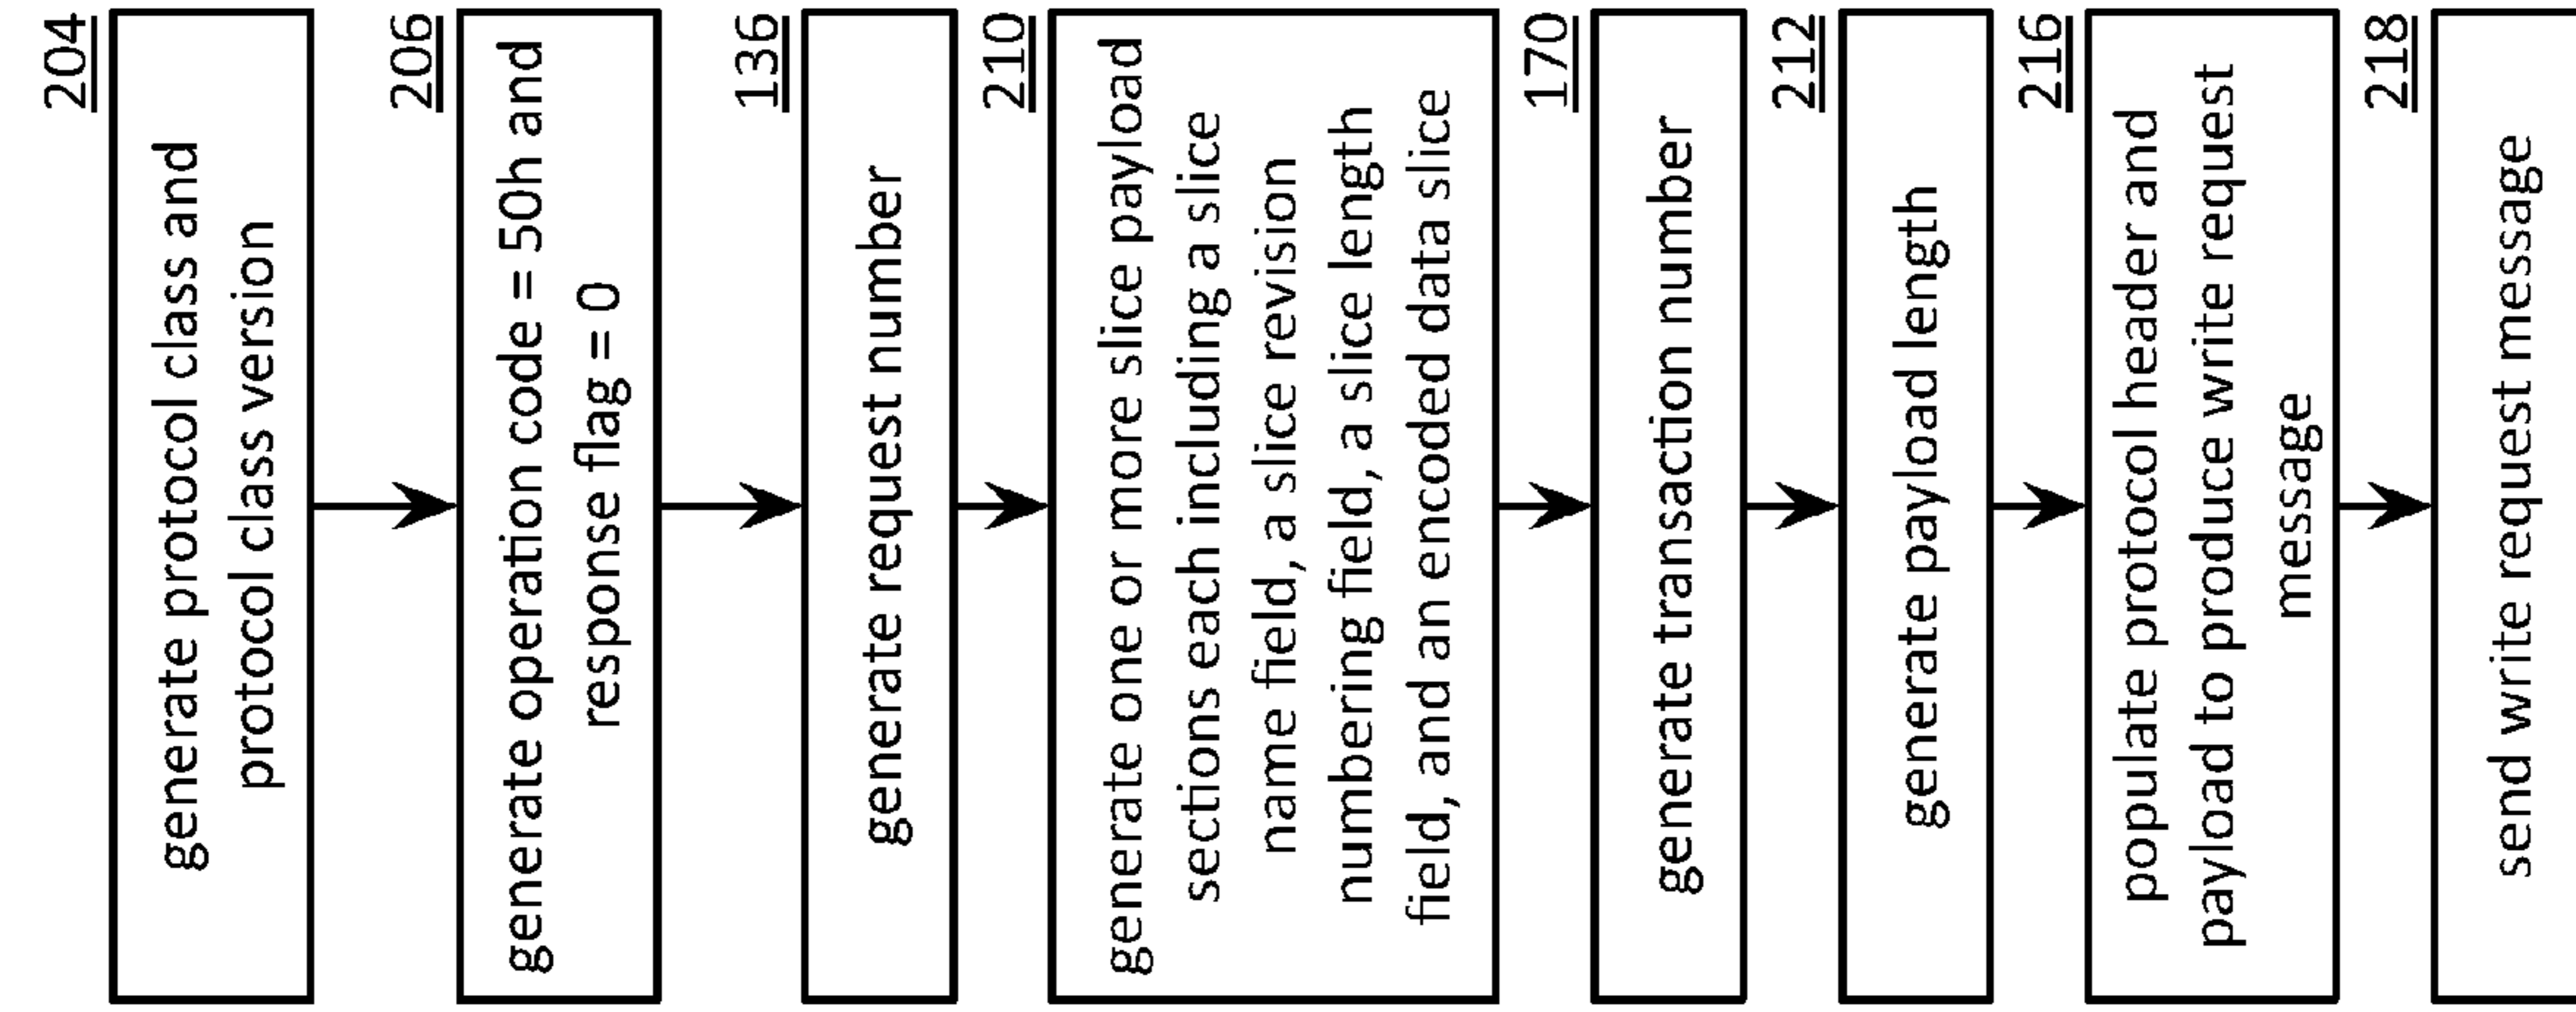 204
generate protocol class and
protocol class version
206
generate operation code = 50h and
response flag = 0
136
generate request number
210
generate one or more slice payload
sections each including a slice
name field, a slice revision
numbering field, a slice length
field, and an encoded data slice
170
generate transaction number
212
generate payload length
216
populate protocol header and
payload to produce write request
message
218
send write request message